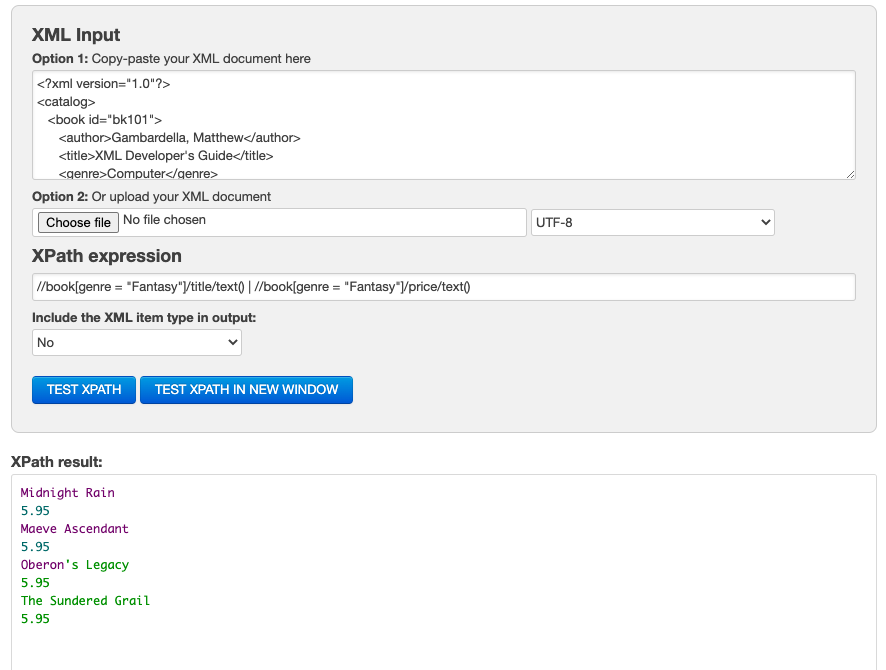 XML Input
Option 1: Copy-paste your XML document here
<?xml version="1.0"?>
<catalog>
<book id="bk101">
<author>Gambardella, Matthew</author>
<title>XML Developer's Guide</title>
<genre>Computer</genre>
Option 2: Or upload your XML document
Choose file No file chosen UTF-8
XPath expression
//book[genre = "Fantasy"]/title/text() | //book[genre = "Fantasy"]/price/text()
Include the XML item type in output:
No
TEST XPATH TEST XPATH IN NEW WINDOW
XPath result:
Midnight Rain
5.95
Maeve Ascendant
5.95
Oberon's Legacy
5.95
The Sundered Grail
5.95